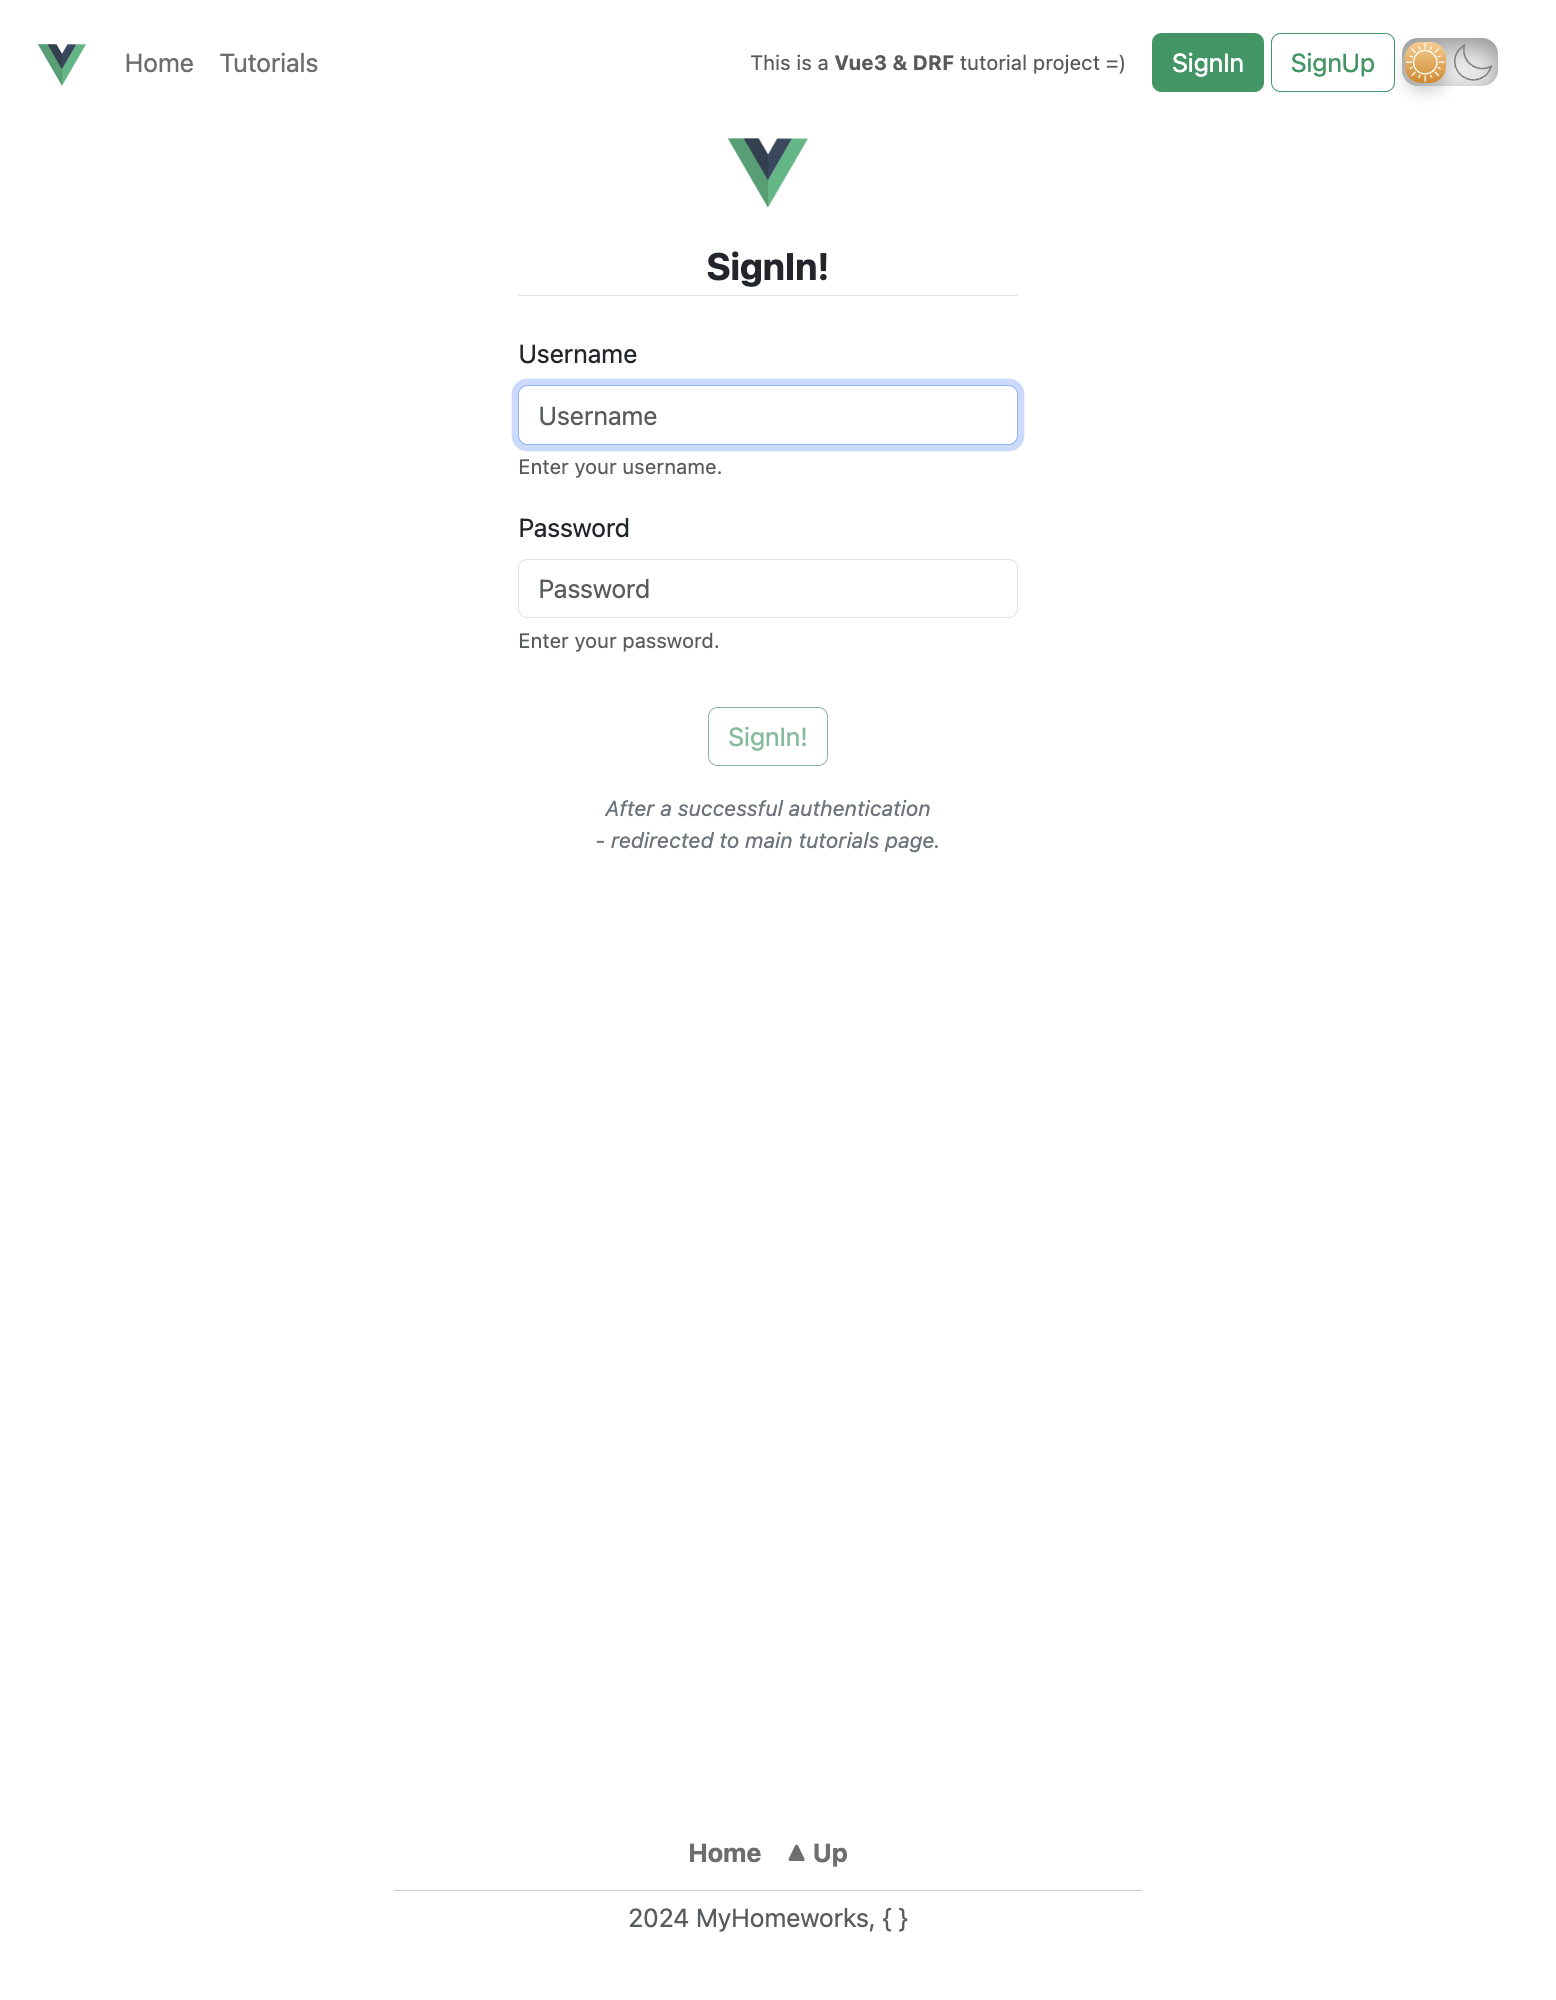 Home Tutorials This is a Vue3 & DRF tutorial project =) SignIn SignUp
SignIn!
Username
Username
Enter your username.
Password
Password
Enter your password.
SignIn!
After a successful authentication
- redirected to main tutorials page.
Home ▲ Up
2024 MyHomeworks, { }